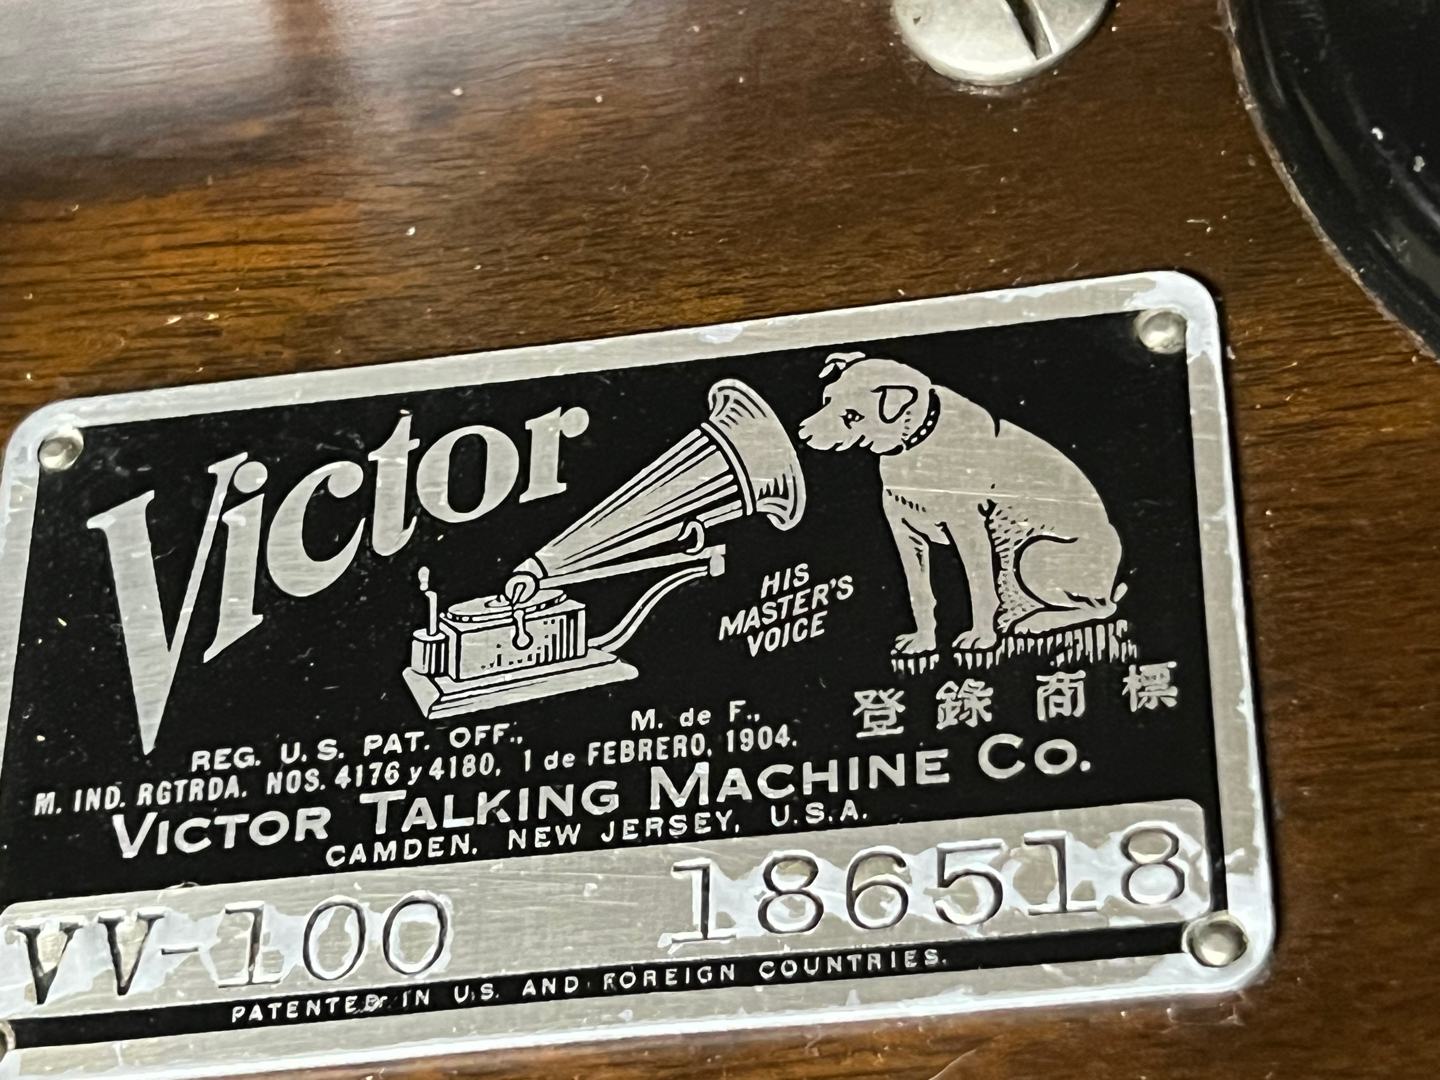 Victor
HIS
MASTER'S
VOICE
登錄商標
REG. U.S. PAT. OFF., M. de F.,
M. IND. RGTRDA. NOS. 4176 y 4180, 1 de FEBRERO, 1904.
VICTOR TALKING MACHINE CO.
CAMDEN, NEW JERSEY, U.S.A.
VV-100 186518
PATENTED IN U.S. AND FOREIGN COUNTRIES.